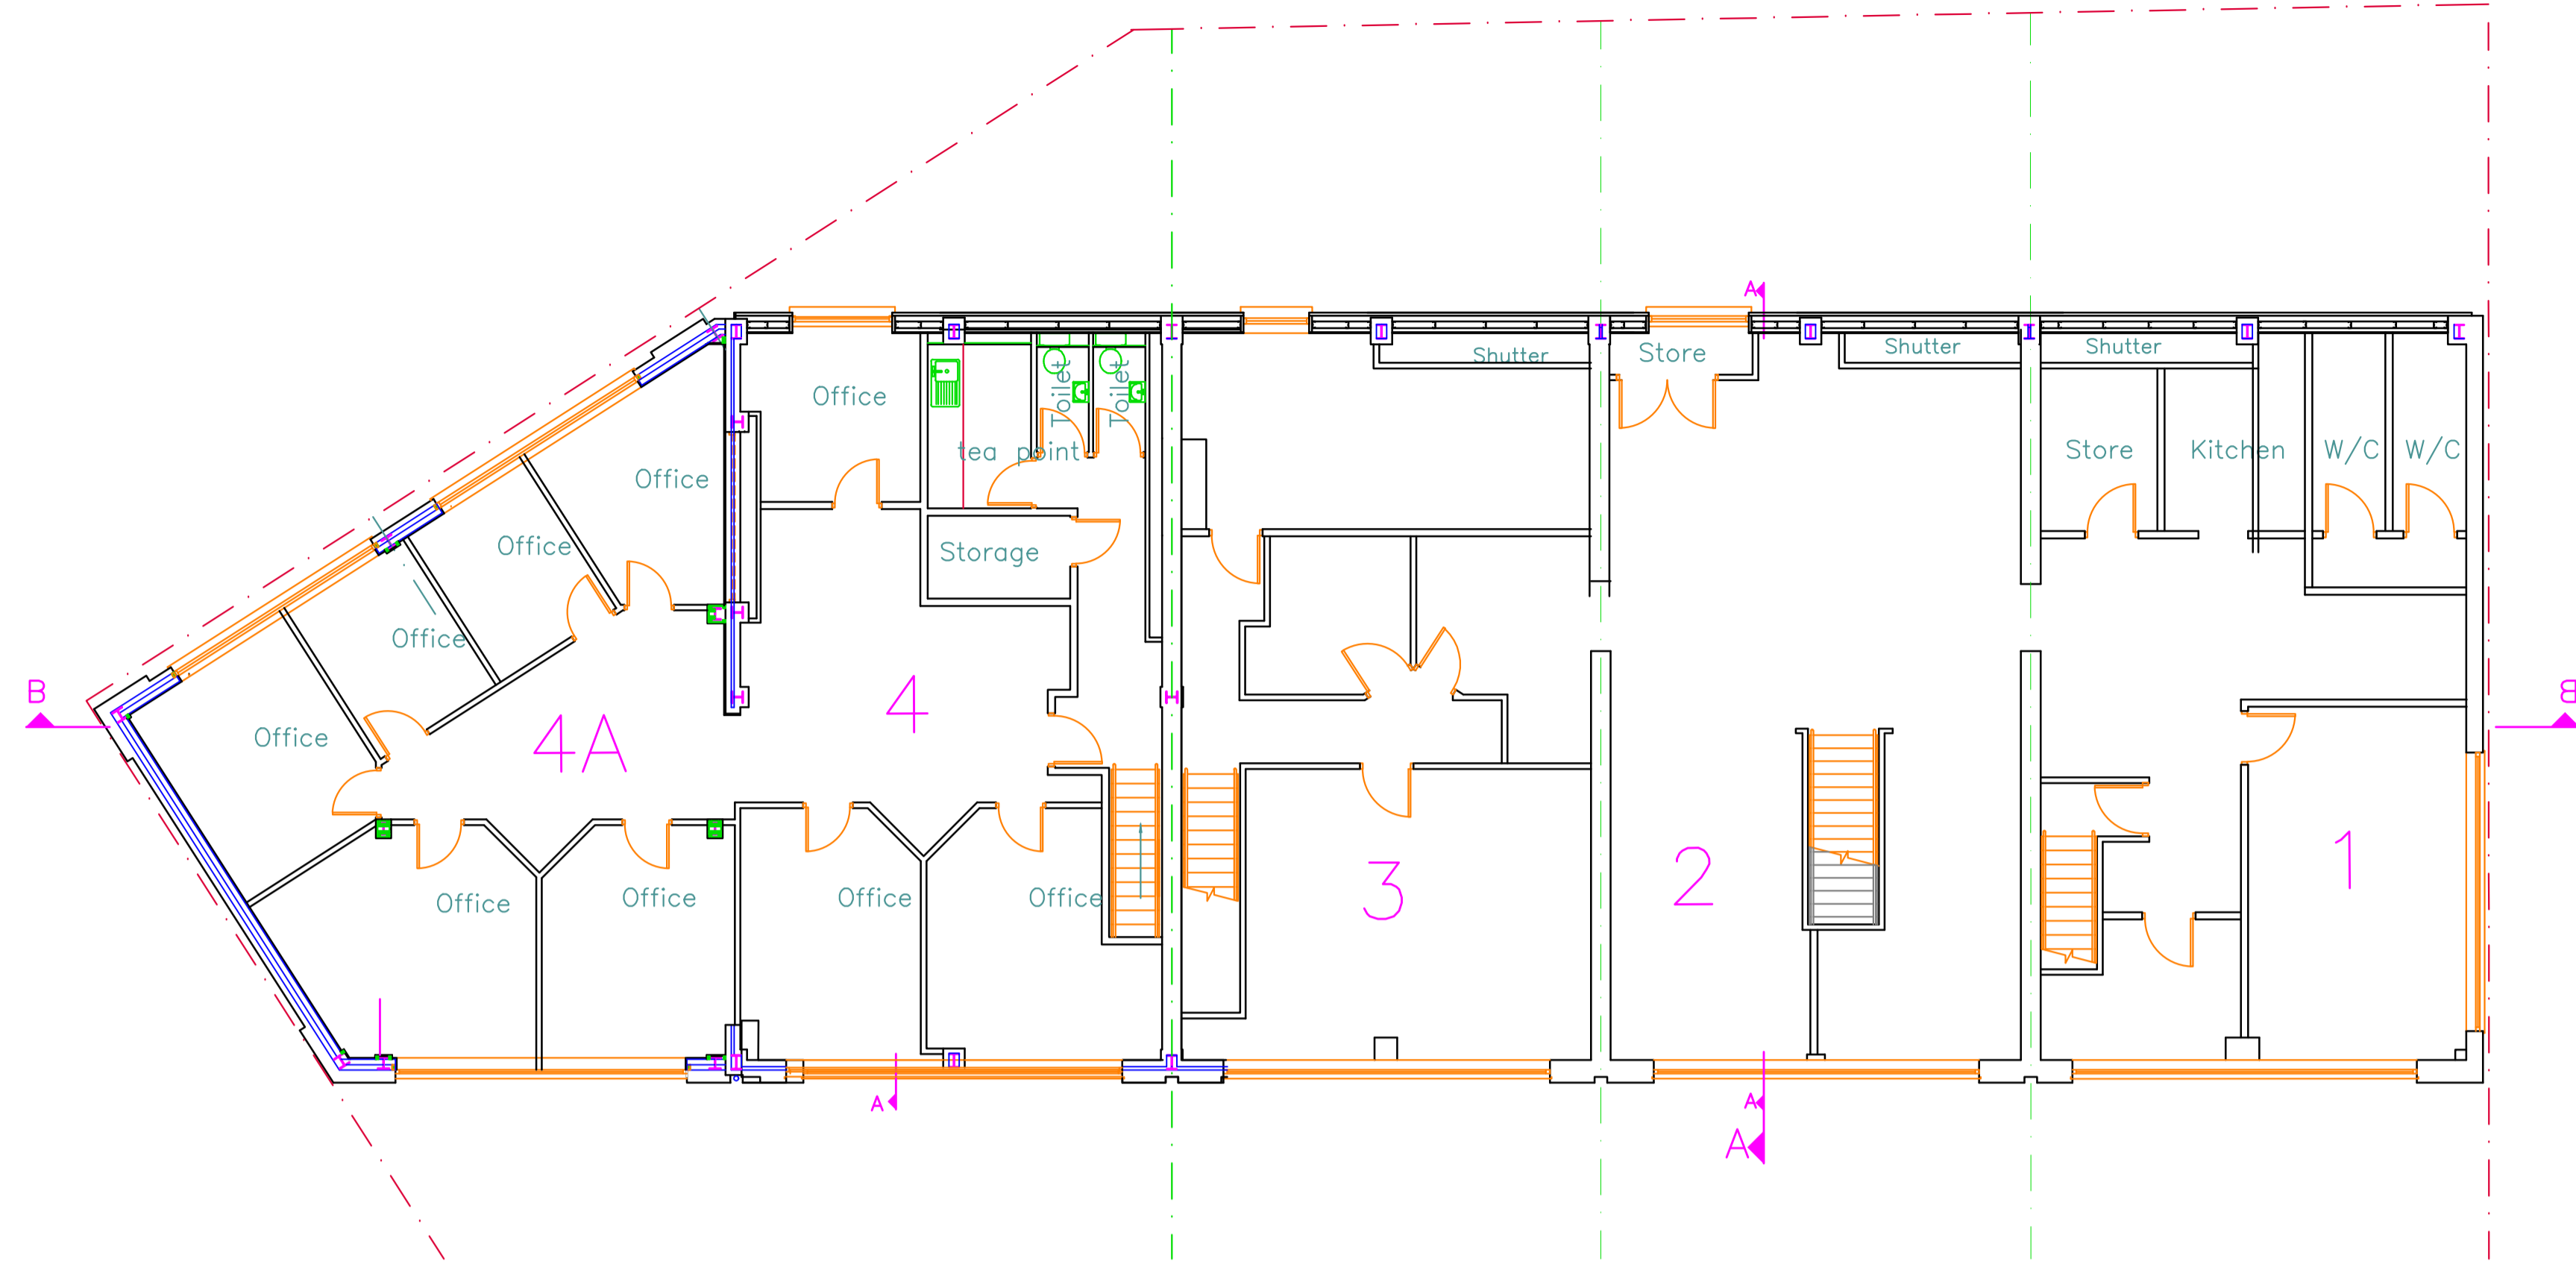 A
Shutter
Store
Shutter
Shutter
Office
Toilet
Toilet
tea point
Office
Store
Kitchen
W/C
W/C
Office
Storage
Office
B
B
Office
4A
4
3
2
1
Office
Office
Office
Office
A
A
A